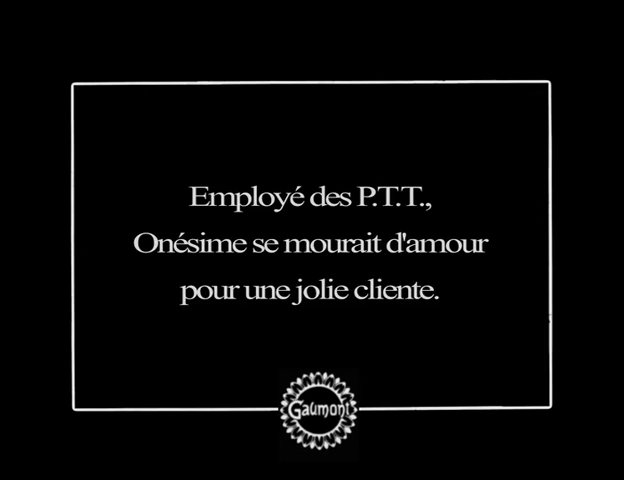 Employé des P.T.T.,
Onésime se mourait d'amour
pour une jolie cliente.
Gaumont